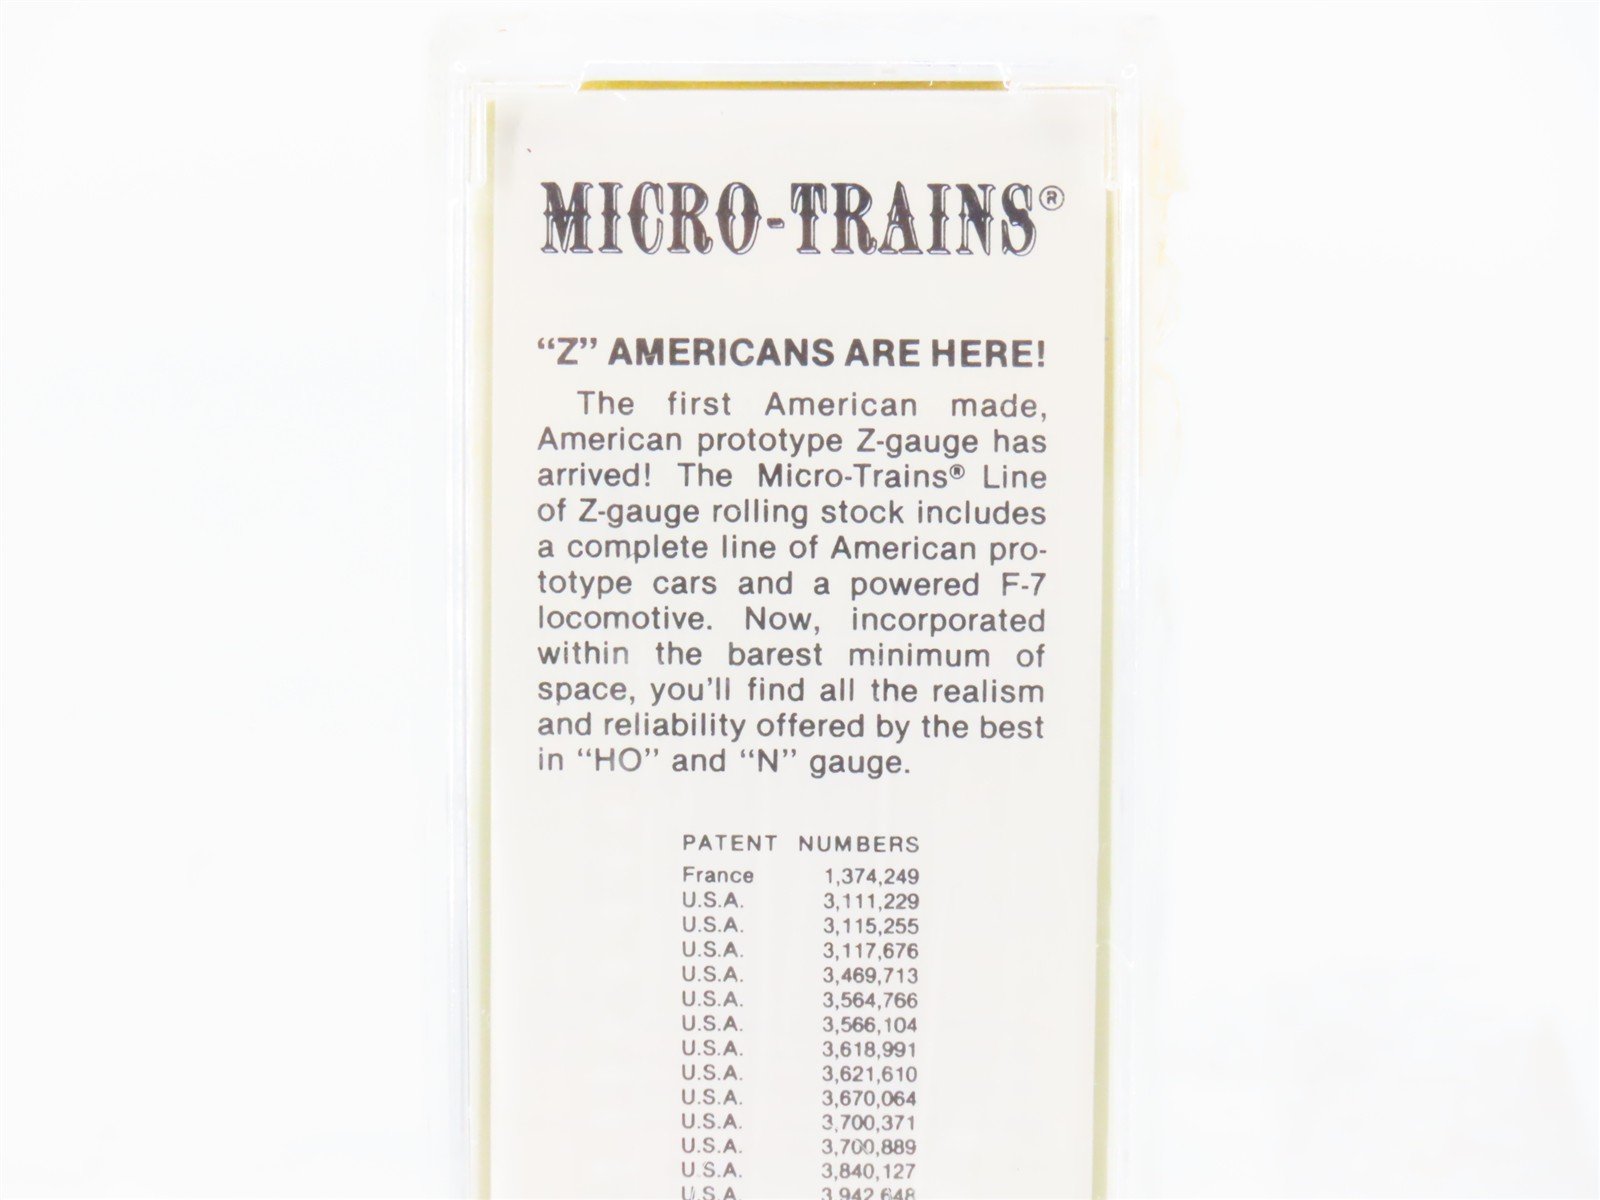 MICRO-TRAINS®
“Z” AMERICANS ARE HERE!
The first American made,
American prototype Z-gauge has
arrived! The Micro-Trains® Line
of Z-gauge rolling stock includes
a complete line of American pro-
totype cars and a powered F-7
locomotive. Now, incorporated
within the barest minimum of
space, you'll find all the realism
and reliability offered by the best
in “HO” and “N” gauge.
PATENT NUMBERS
France 1,374,249
U.S.A. 3,111,229
U.S.A. 3,115,255
U.S.A. 3,117,676
U.S.A. 3,469,713
U.S.A. 3,564,766
U.S.A. 3,566,104
U.S.A. 3,618,991
U.S.A. 3,621,610
U.S.A. 3,670,064
U.S.A. 3,700,371
U.S.A. 3,700,889
U.S.A. 3,840,127
U.S.A. 3,942,648